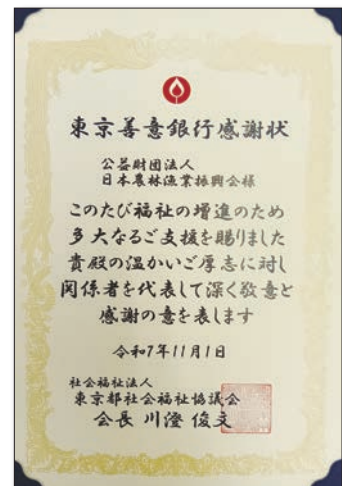 東京善意銀行感謝状
公益財団法人
日本農林漁業振興会様
このたび福祉の増進のため
多大なるご支援を賜りました
貴殿の温かいご厚志に対し
関係者を代表して深く敬意と
感謝の意を表します
令和7年11月1日
社会福祉法人
東京都社会福祉協議会
会長 川澄 俊文